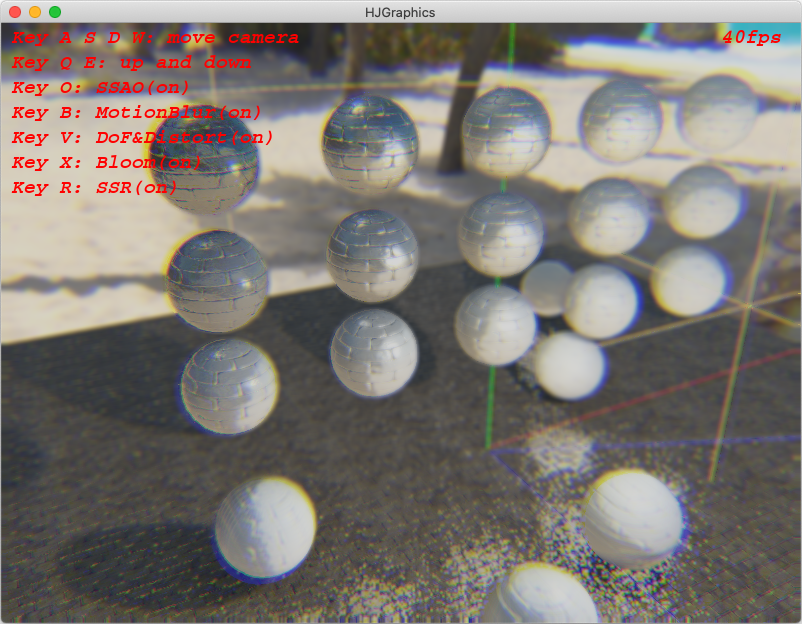 HJGraphics
Key A S D W: move camera
40fps
Key Q E: up and down
Key O: SSAO(on)
Key B: MotionBlur(on)
Key V: DoF&Distort(on)
Key X: Bloom(on)
Key R: SSR(on)